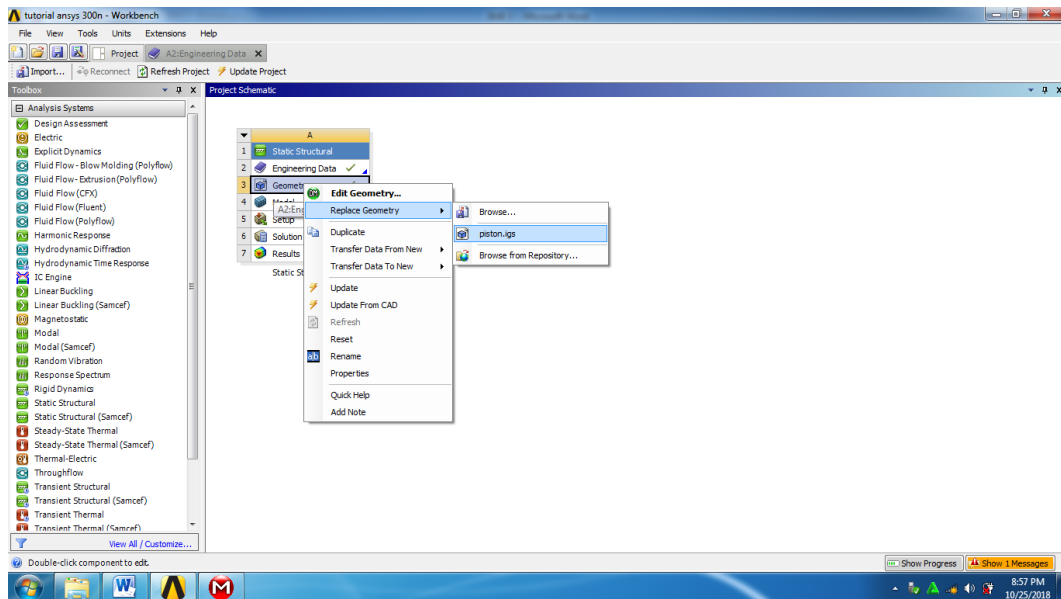 tutorial ansys 300n - Workbench
File View Tools Units Extensions Help
Project A2:Engineering Data
Import... Reconnect Refresh Project Update Project
Toolbox
Project Schematic
Analysis Systems
Design Assessment
Electric
Explicit Dynamics
Fluid Flow - Blow Molding (Polyflow)
Fluid Flow - Extrusion (Polyflow)
Fluid Flow (CFX)
Fluid Flow (Fluent)
Fluid Flow (Polyflow)
Harmonic Response
Hydrodynamic Diffraction
Hydrodynamic Time Response
IC Engine
Linear Buckling
Linear Buckling (Samcef)
Magnetostatic
Modal
Modal (Samcef)
Random Vibration
Response Spectrum
Rigid Dynamics
Static Structural
Static Structural (Samcef)
Steady-State Thermal
Steady-State Thermal (Samcef)
Thermal-Electric
Throughflow
Transient Structural
Transient Structural (Samcef)
Transient Thermal
Transient Thermal (Samcef)
View All / Customize...
A
1 Static Structural
2 Engineering Data
3 Geomet
4 Model
5 Setup
6 Solution
7 Results
Static St
A2:Eng
Edit Geometry...
Replace Geometry
Duplicate
Transfer Data From New
Transfer Data To New
Update
Update From CAD
Refresh
Reset
ab Rename
Properties
Quick Help
Add Note
Browse...
piston.igs
Browse from Repository...
Double-click component to edit.
Show Progress
Show 1 Messages
8:57 PM
10/25/2018